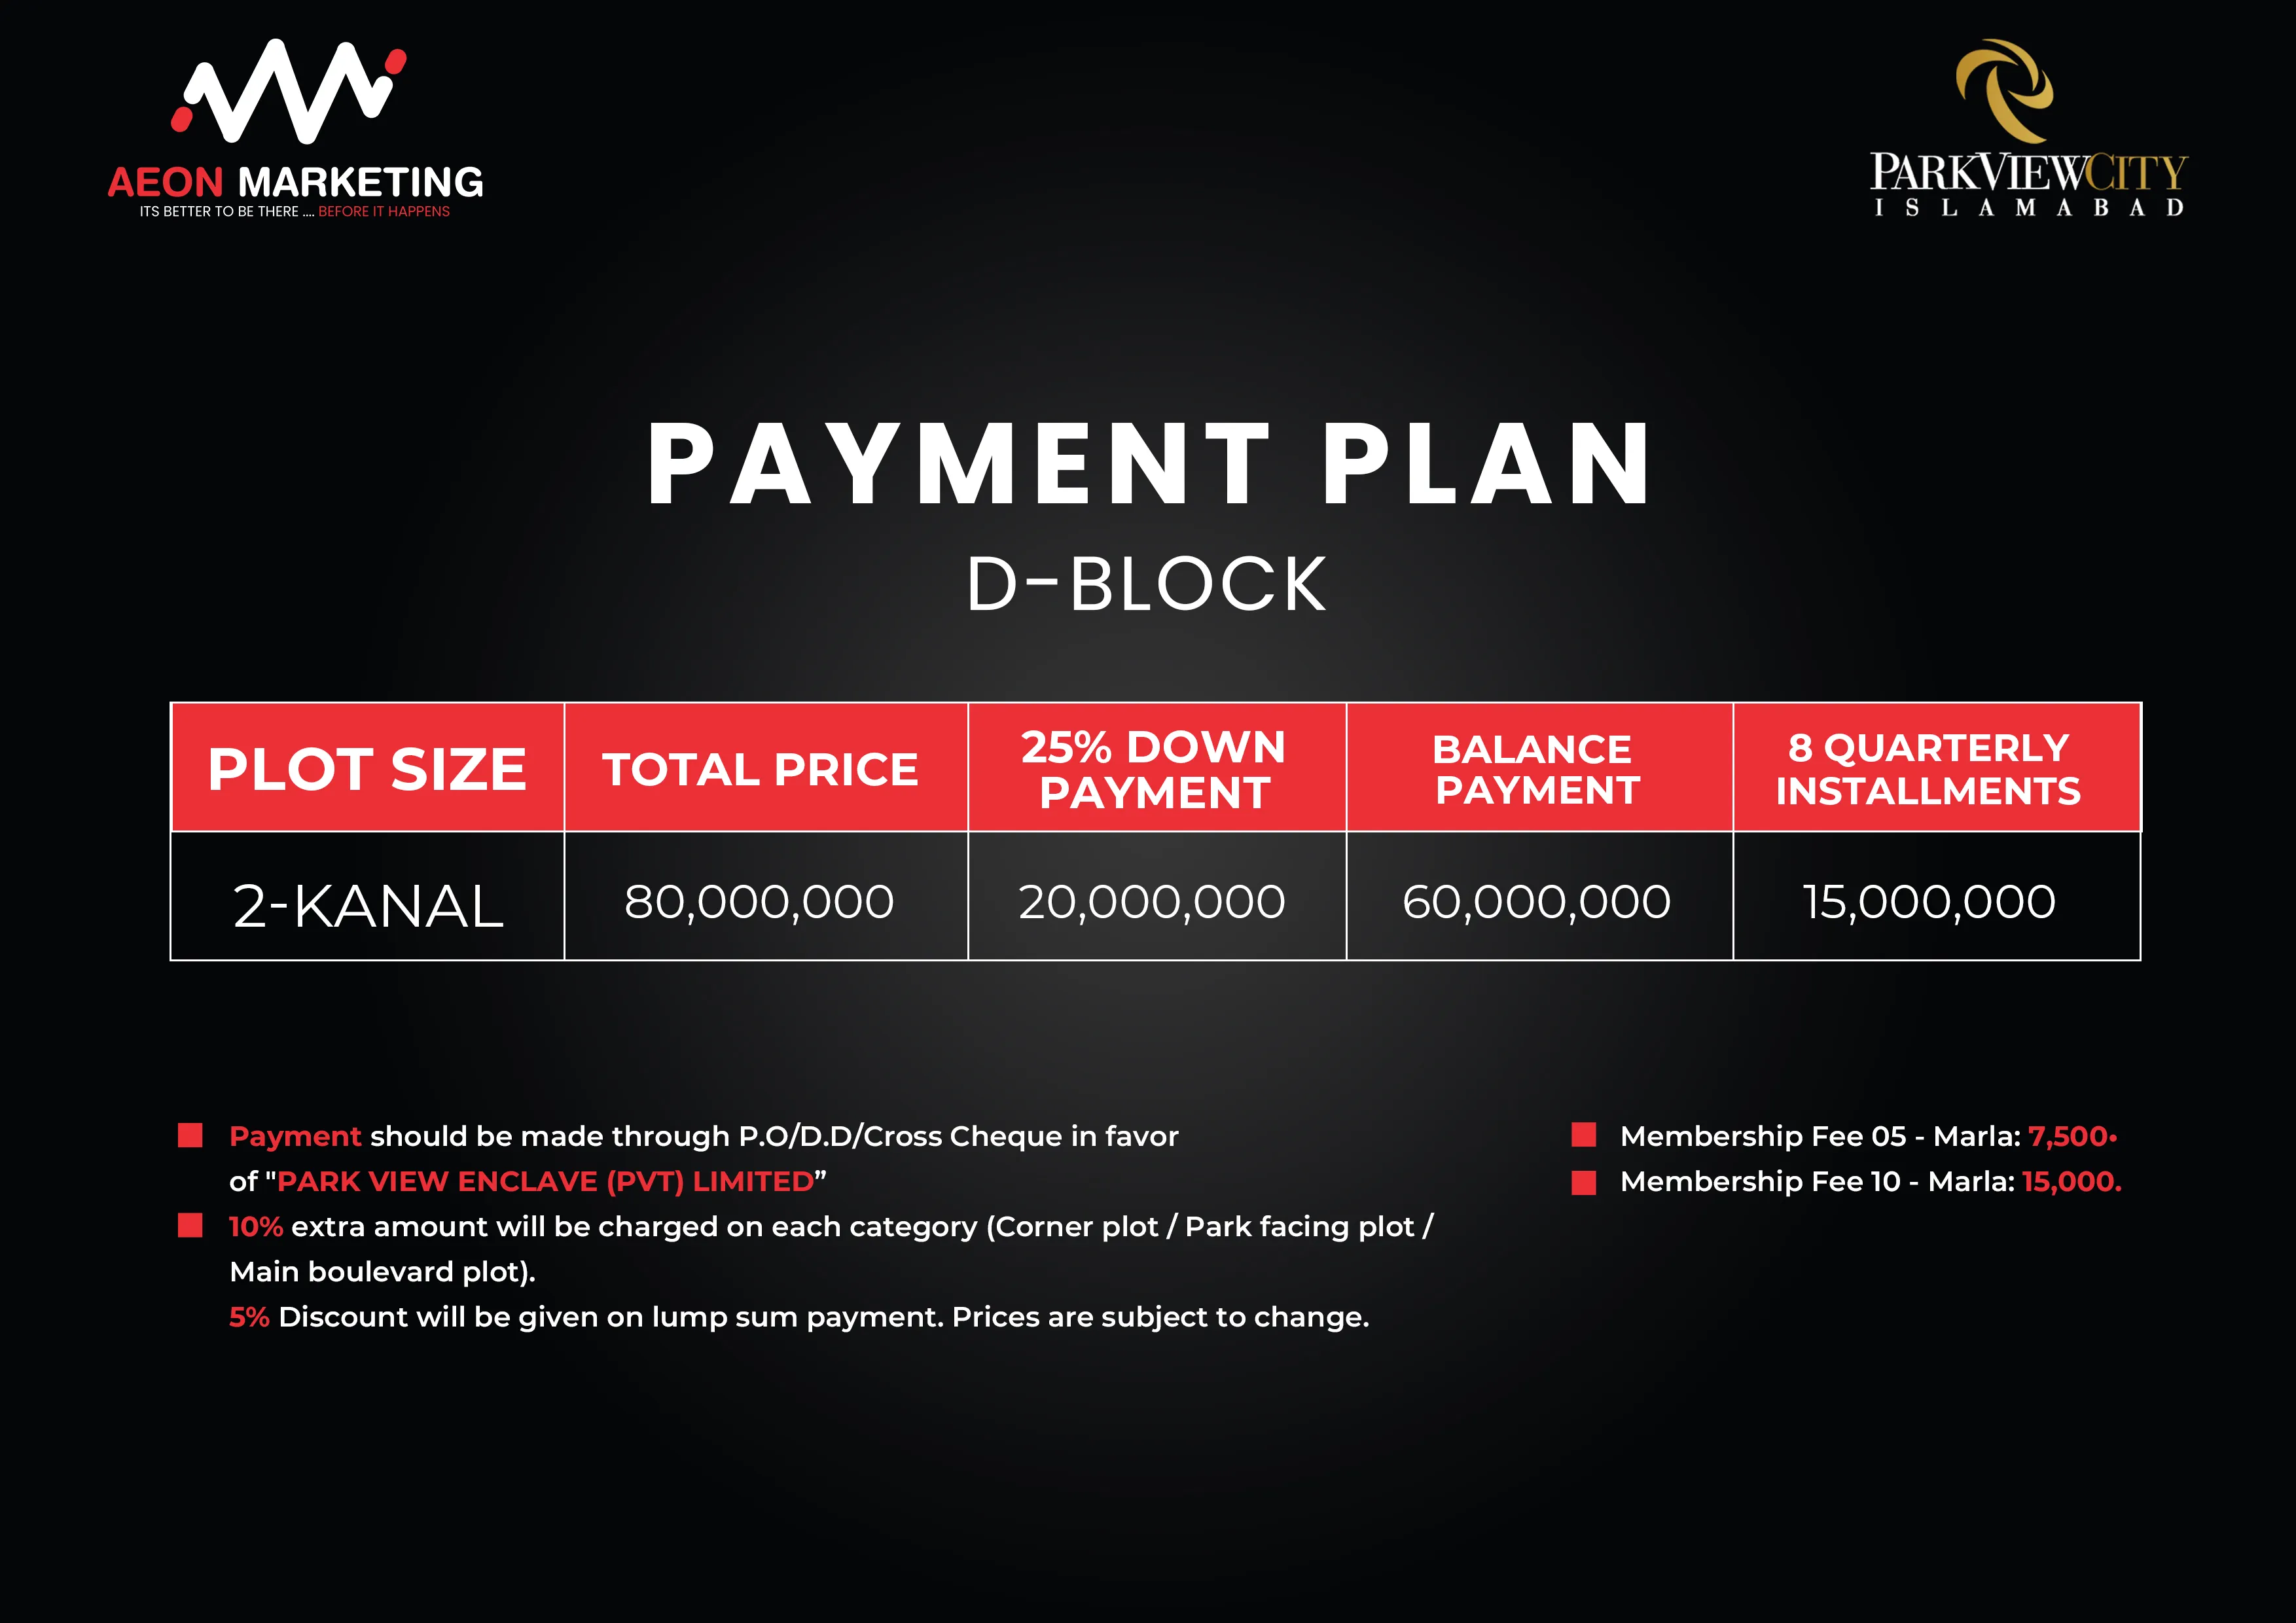 AEON MARKETING
ITS BETTER TO BE THERE .... BEFORE IT HAPPENS
PARKVIEWCITY
ISLAMABAD
PAYMENT PLAN
D-BLOCK
PLOT SIZE
TOTAL PRICE
25% DOWN
PAYMENT
BALANCE
PAYMENT
8 QUARTERLY
INSTALLMENTS
2-KANAL
80,000,000
20,000,000
60,000,000
15,000,000
Payment should be made through P.O/D.D/Cross Cheque in favor
of "PARK VIEW ENCLAVE (PVT) LIMITED”
10% extra amount will be charged on each category (Corner plot / Park facing plot /
Main boulevard plot).
5% Discount will be given on lump sum payment. Prices are subject to change.
Membership Fee 05 - Marla: 7,500•
Membership Fee 10 - Marla: 15,000.